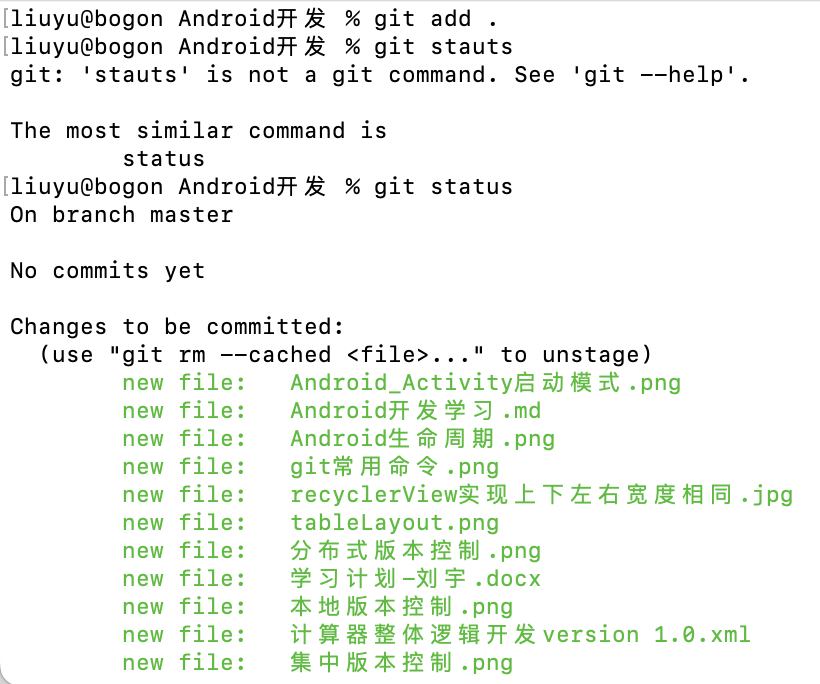 [liuyu@bogon Android开发 % git add .
[liuyu@bogon Android开发 % git stauts
git: 'stauts' is not a git command. See 'git --help'.
The most similar command is
status
[liuyu@bogon Android开发 % git status
On branch master
No commits yet
Changes to be committed:
(use "git rm --cached <file>..." to unstage)
new file: Android_Activity启动模式.png
new file: Android开发学习.md
new file: Android生命周期.png
new file: git常用命令.png
new file: recyclerView实现上下左右宽度相同.jpg
new file: tableLayout.png
new file: 分布式版本控制.png
new file: 学习计划-刘宇.docx
new file: 本地版本控制.png
new file: 计算器整体逻辑开发version 1.0.xml
new file: 集中版本控制.png